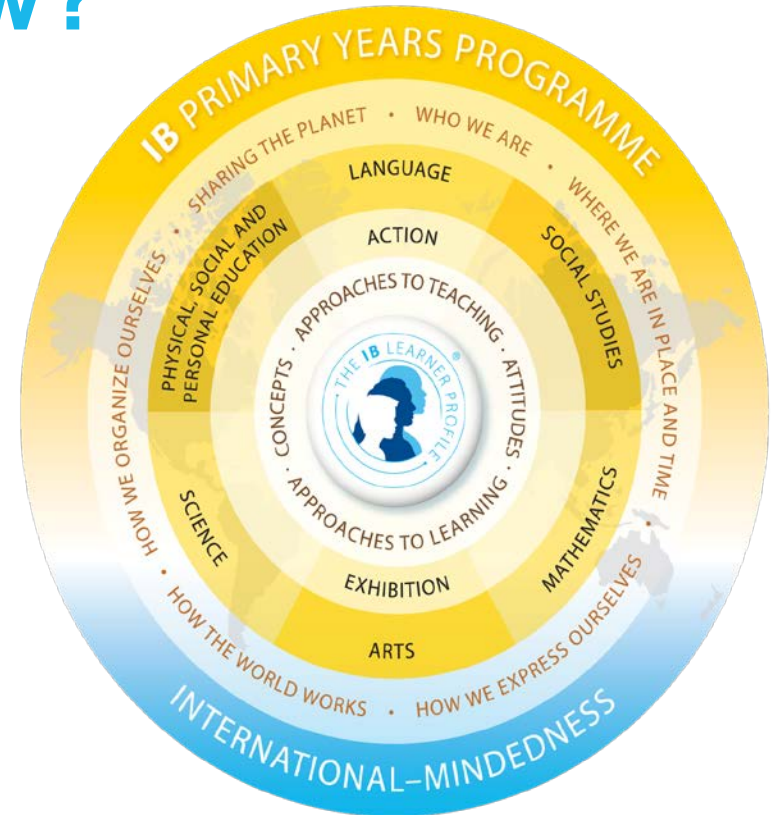 W?
IB PRIMARY YEARS PROGRAMME
SHARING THE PLANET • WHO WE ARE • WHERE WE ARE IN PLACE AND TIME • HOW WE EXPRESS OURSELVES • HOW THE WORLD WORKS • HOW WE ORGANIZE OURSELVES •
LANGUAGE
SOCIAL STUDIES
MATHEMATICS
ARTS
SCIENCE
PHYSICAL, SOCIAL AND
PERSONAL EDUCATION
ACTION
EXHIBITION
APPROACHES TO TEACHING · ATTITUDES · APPROACHES TO LEARNING · CONCEPTS ·
THE IB LEARNER PROFILE ®
INTERNATIONAL–MINDEDNESS